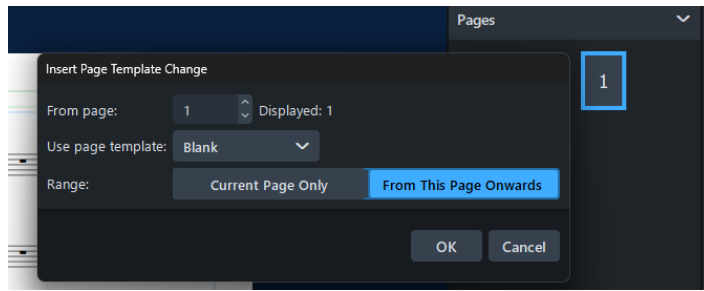 Pages
1
Insert Page Template Change
From page: 1 Displayed: 1
Use page template: Blank
Range: Current Page Only From This Page Onwards
OK Cancel